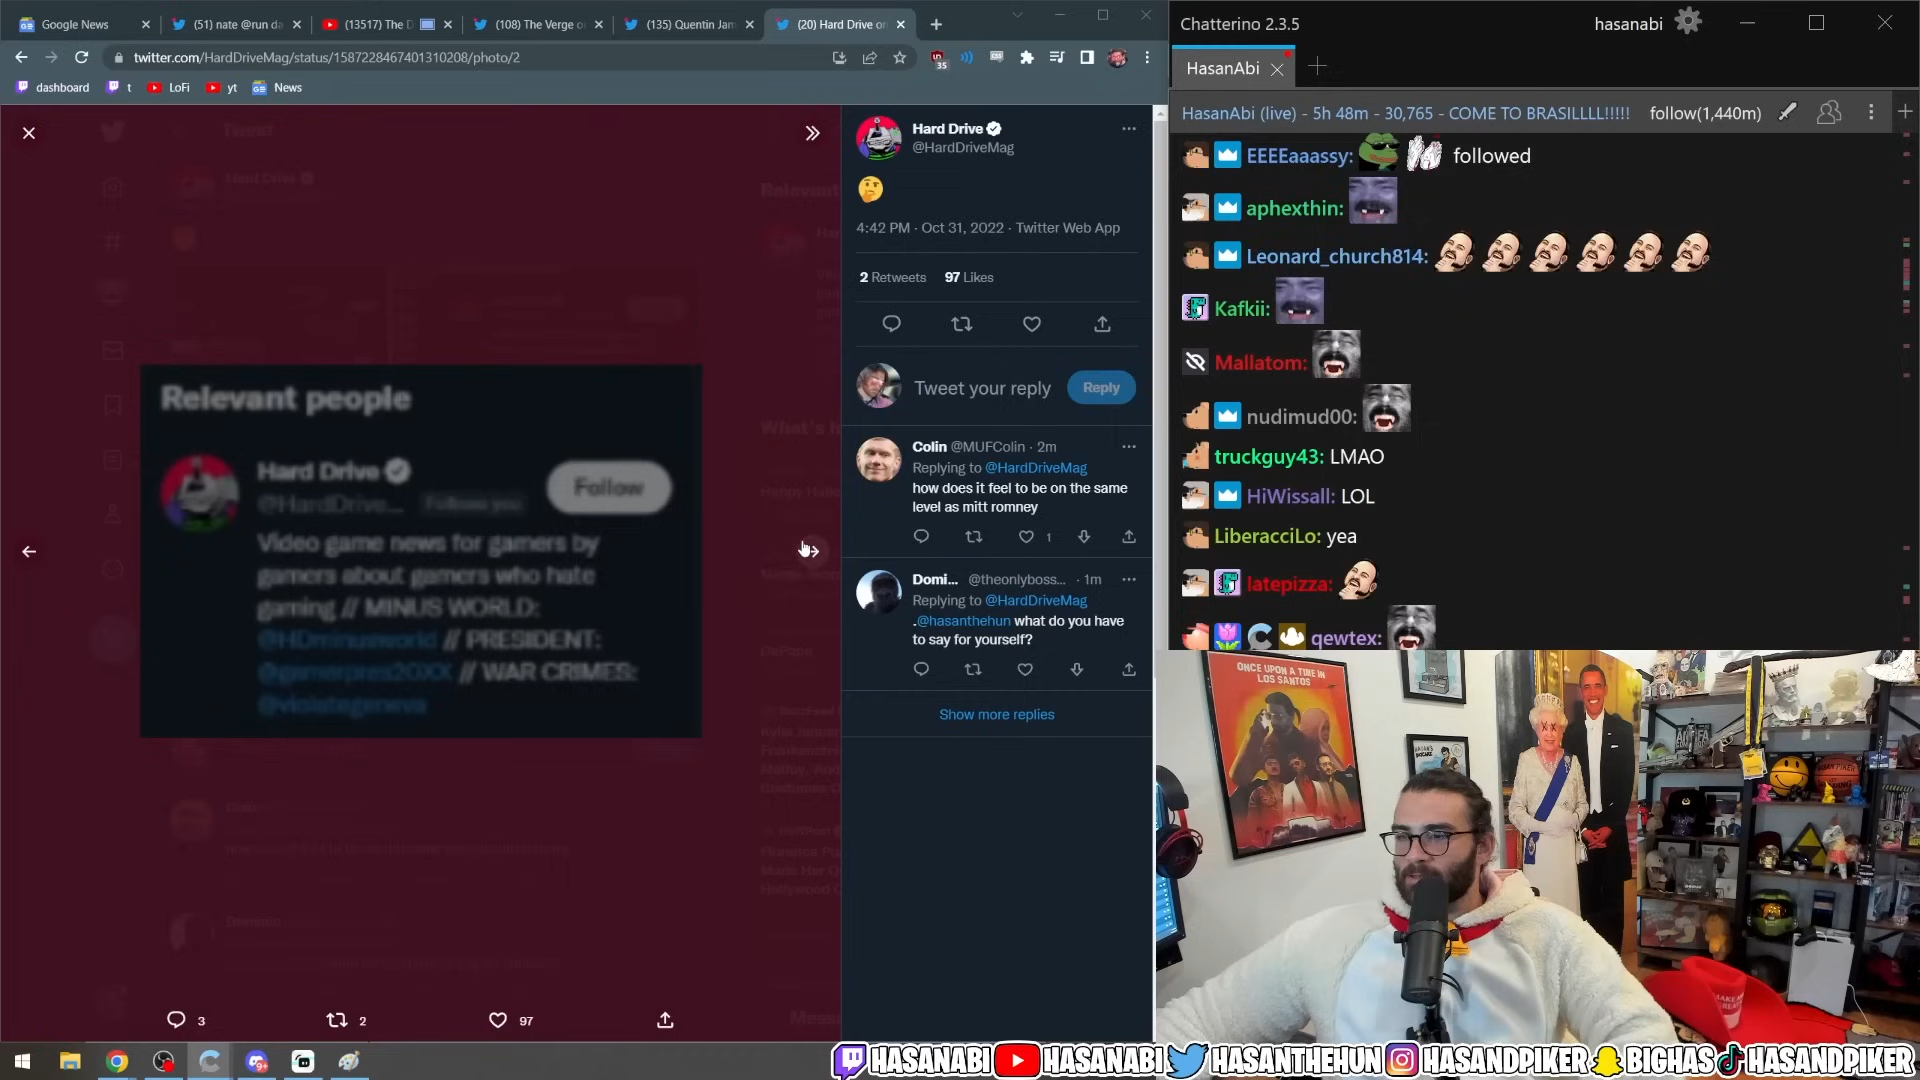 Google News
(51) nate @run da
(13517) The D
(108) The Verge o
(135) Quentin Jam
(20) Hard Drive o
twitter.com/HardDriveMag/status/1587228467401310208/photo/2
35
dashboard
t
LoFi
yt
News
Relevant people
Hard Drive
@HardDrive...
Follows you
Follow
Video game news for gamers by
gamers about gamers who hate
gaming // MINUS WORLD:
@HDminusworld // PRESIDENT:
@gamerpres20XX // WAR CRIMES:
@violategeneva
3
2
97
Hard Drive
@HardDriveMag
4:42 PM · Oct 31, 2022 · Twitter Web App
2 Retweets 97 Likes
Tweet your reply
Reply
Colin @MUFColin · 2m
Replying to @HardDriveMag
how does it feel to be on the same
level as mitt romney
1
Domi... @theonlyboss... · 1m
Replying to @HardDriveMag
.@hasanthehun what do you have
to say for yourself?
Show more replies
Chatterino 2.3.5
hasanabi
HasanAbi
HasanAbi (live) - 5h 48m - 30,765 - COME TO BRASILLLL!!!!!
follow(1,440m)
EEEEaaassy: followed
aphexthin:
Leonard_church814:
Kafkii:
Mallatom:
nudimud00:
truckguy43: LMAO
HiWissall: LOL
LiberacciLo: yea
latepizza:
qewtex:
ONCE UPON A TIME IN
LOS SANTOS
HASANABI
HASANABI
HASANTHEHUN
HASANDPIKER
BIGHAS
HASANDPIKER